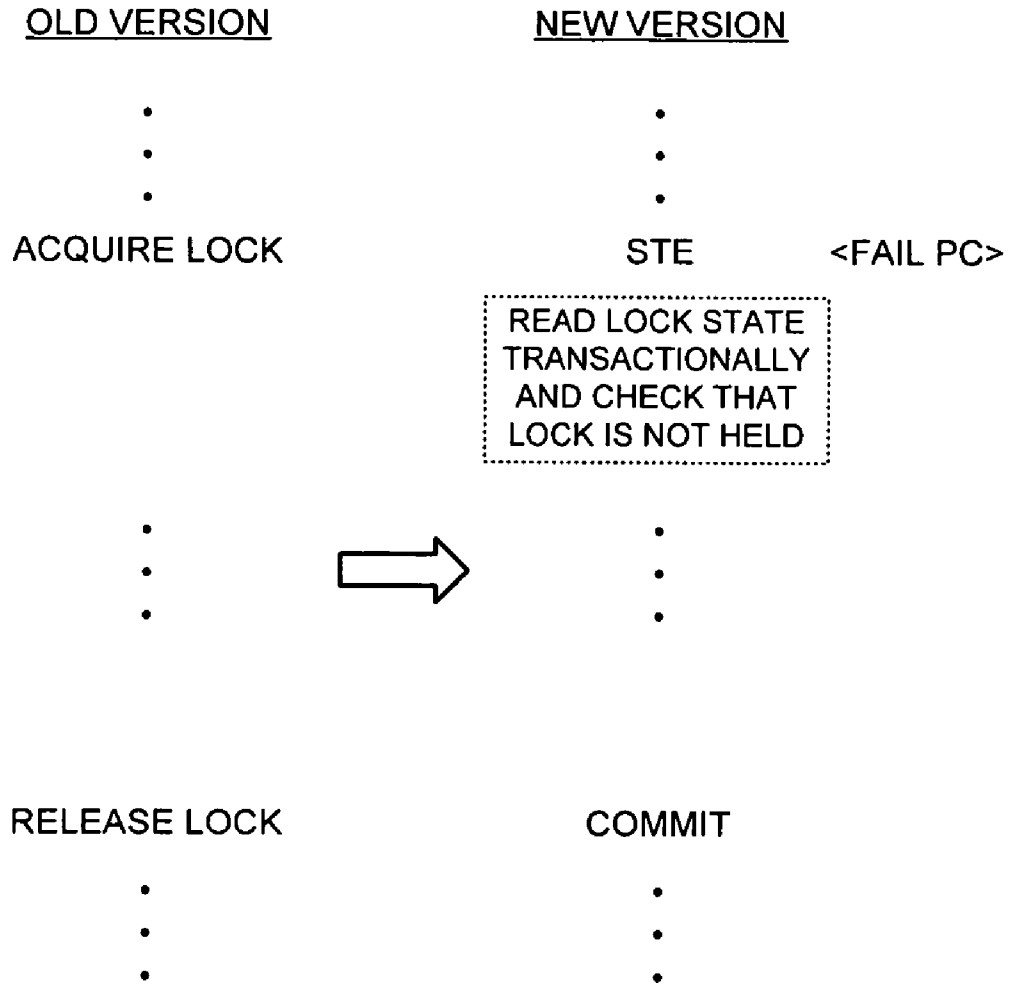 OLD VERSION NEW VERSION
ACQUIRE LOCK STE <FAIL PC>
READ LOCK STATE
TRANSACTIONALLY
AND CHECK THAT
LOCK IS NOT HELD
RELEASE LOCK COMMIT